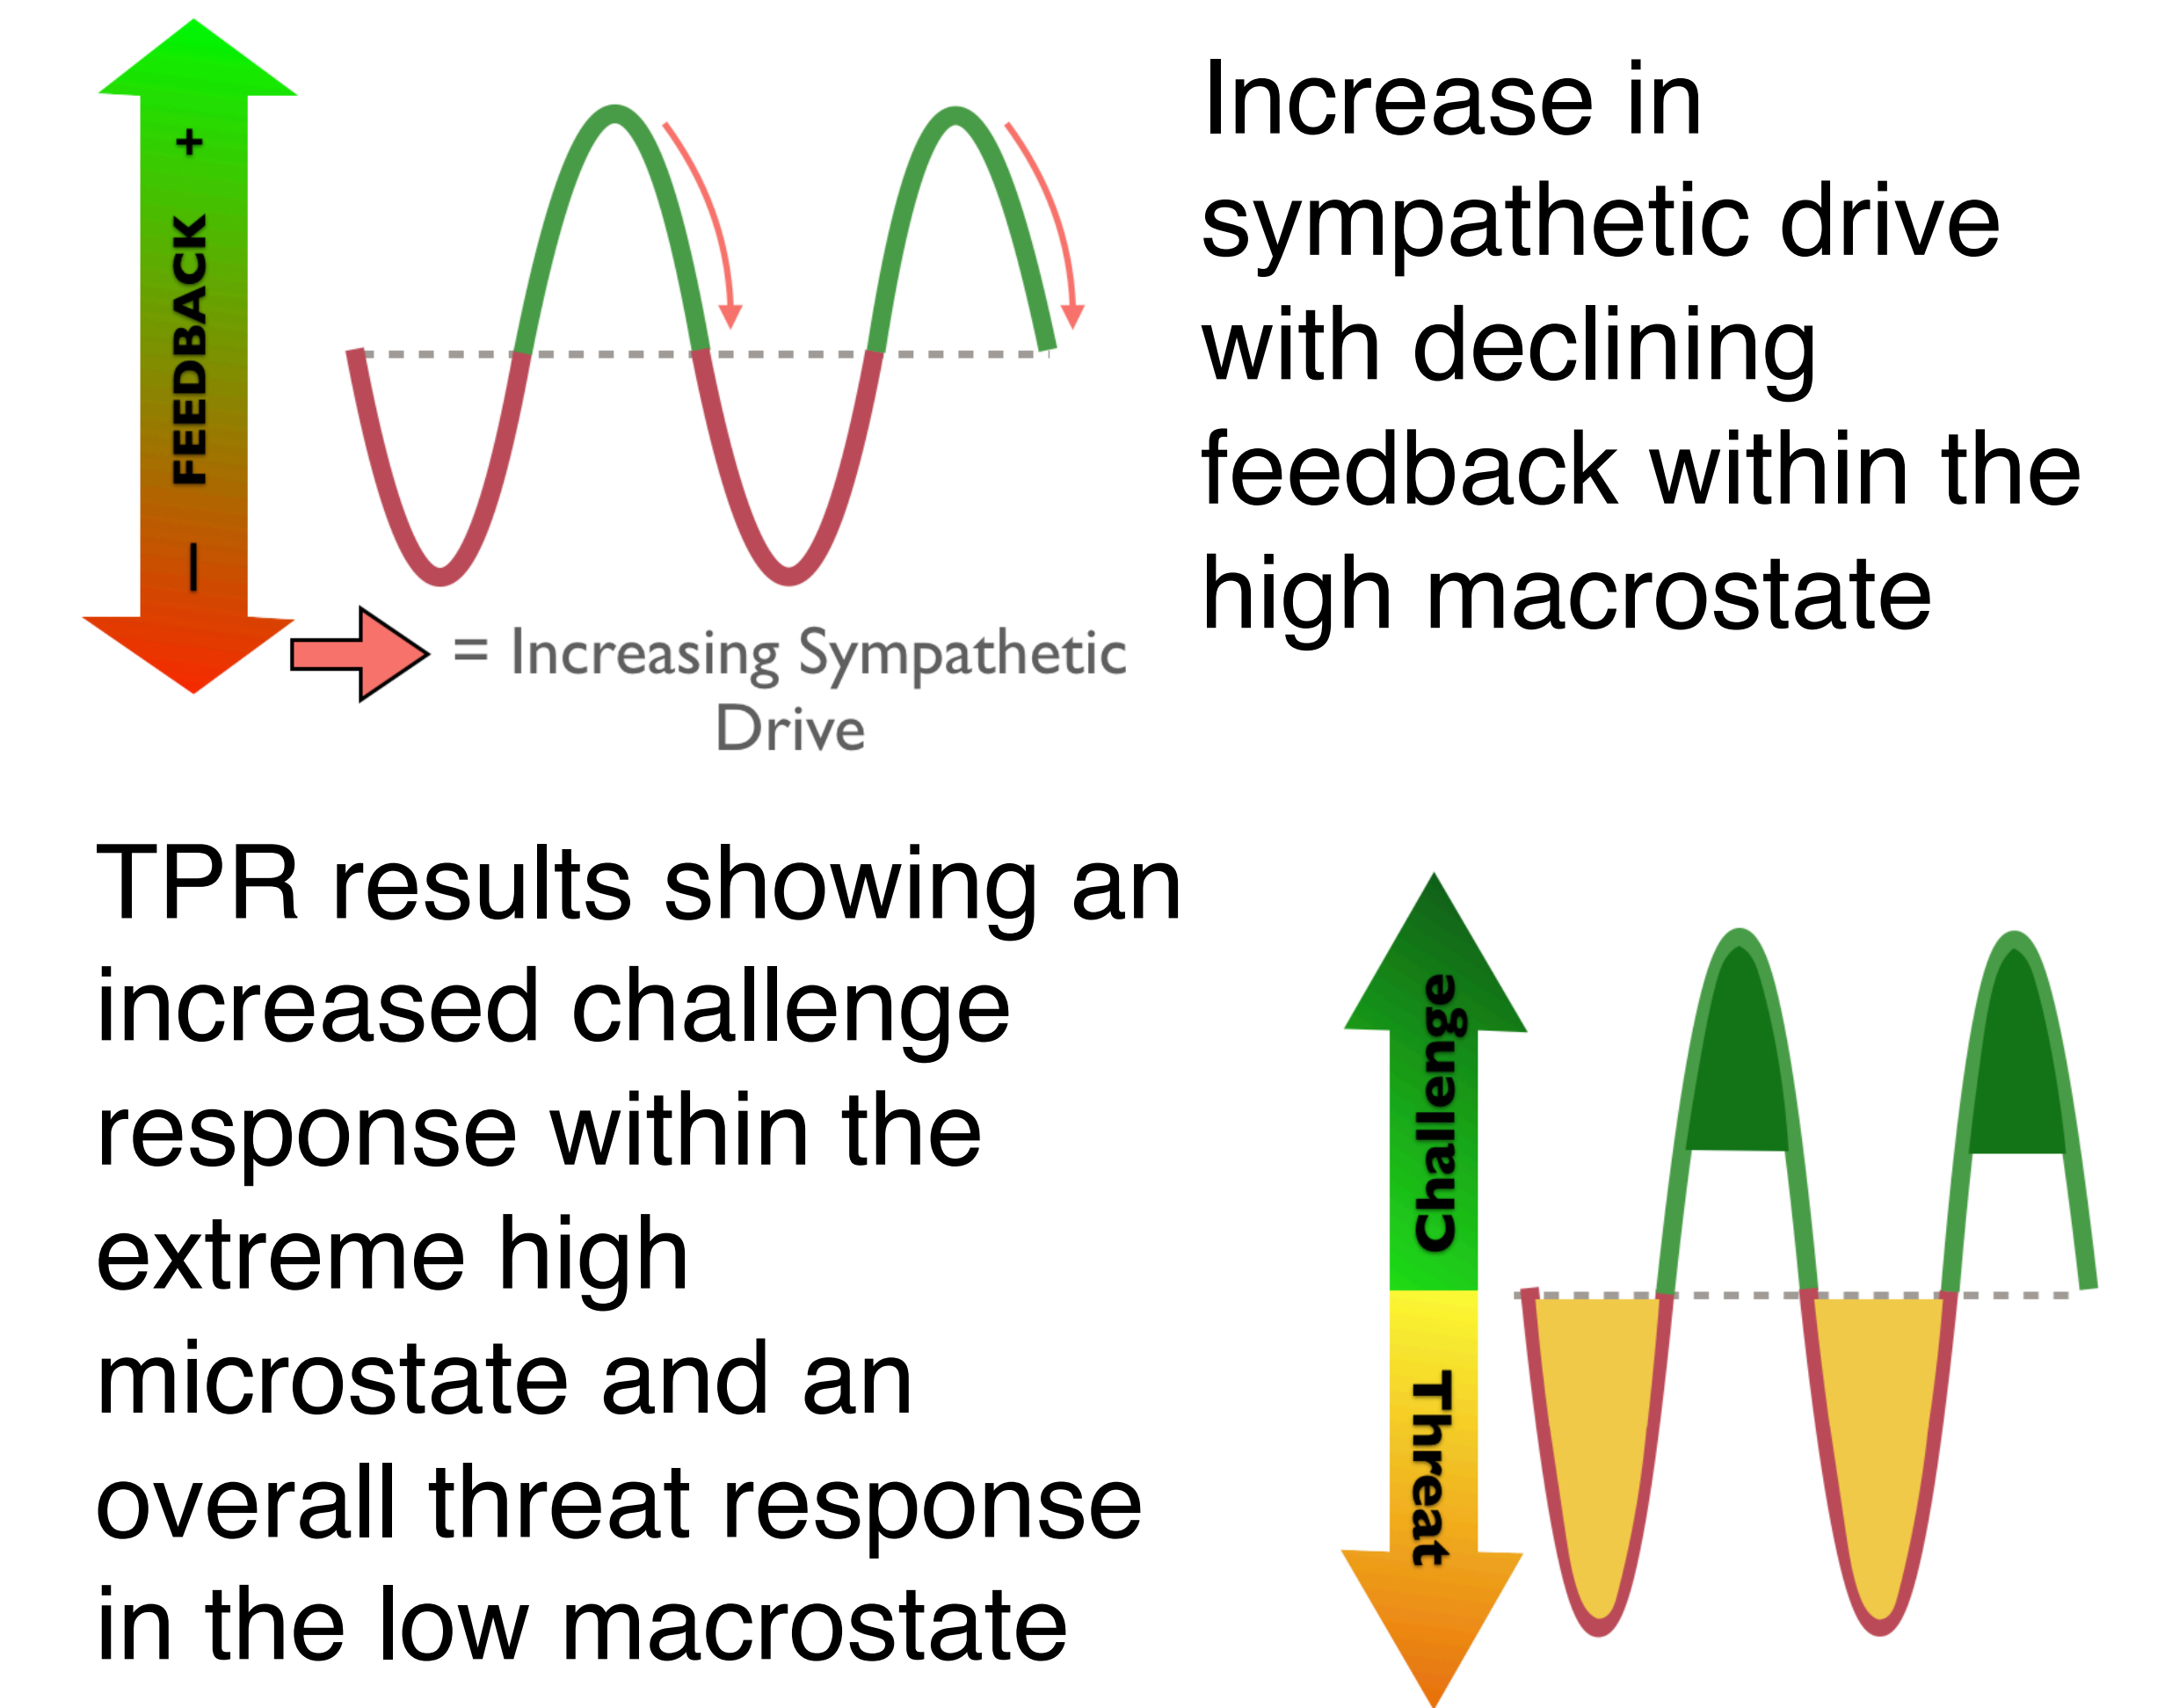 +
FEEDBACK
–
= Increasing Sympathetic
Drive
Increase in
sympathetic drive
with declining
feedback within the
high macrostate
TPR results showing an
increased challenge
response within the
extreme high
microstate and an
overall threat response
in the low macrostate
Challenge
Threat